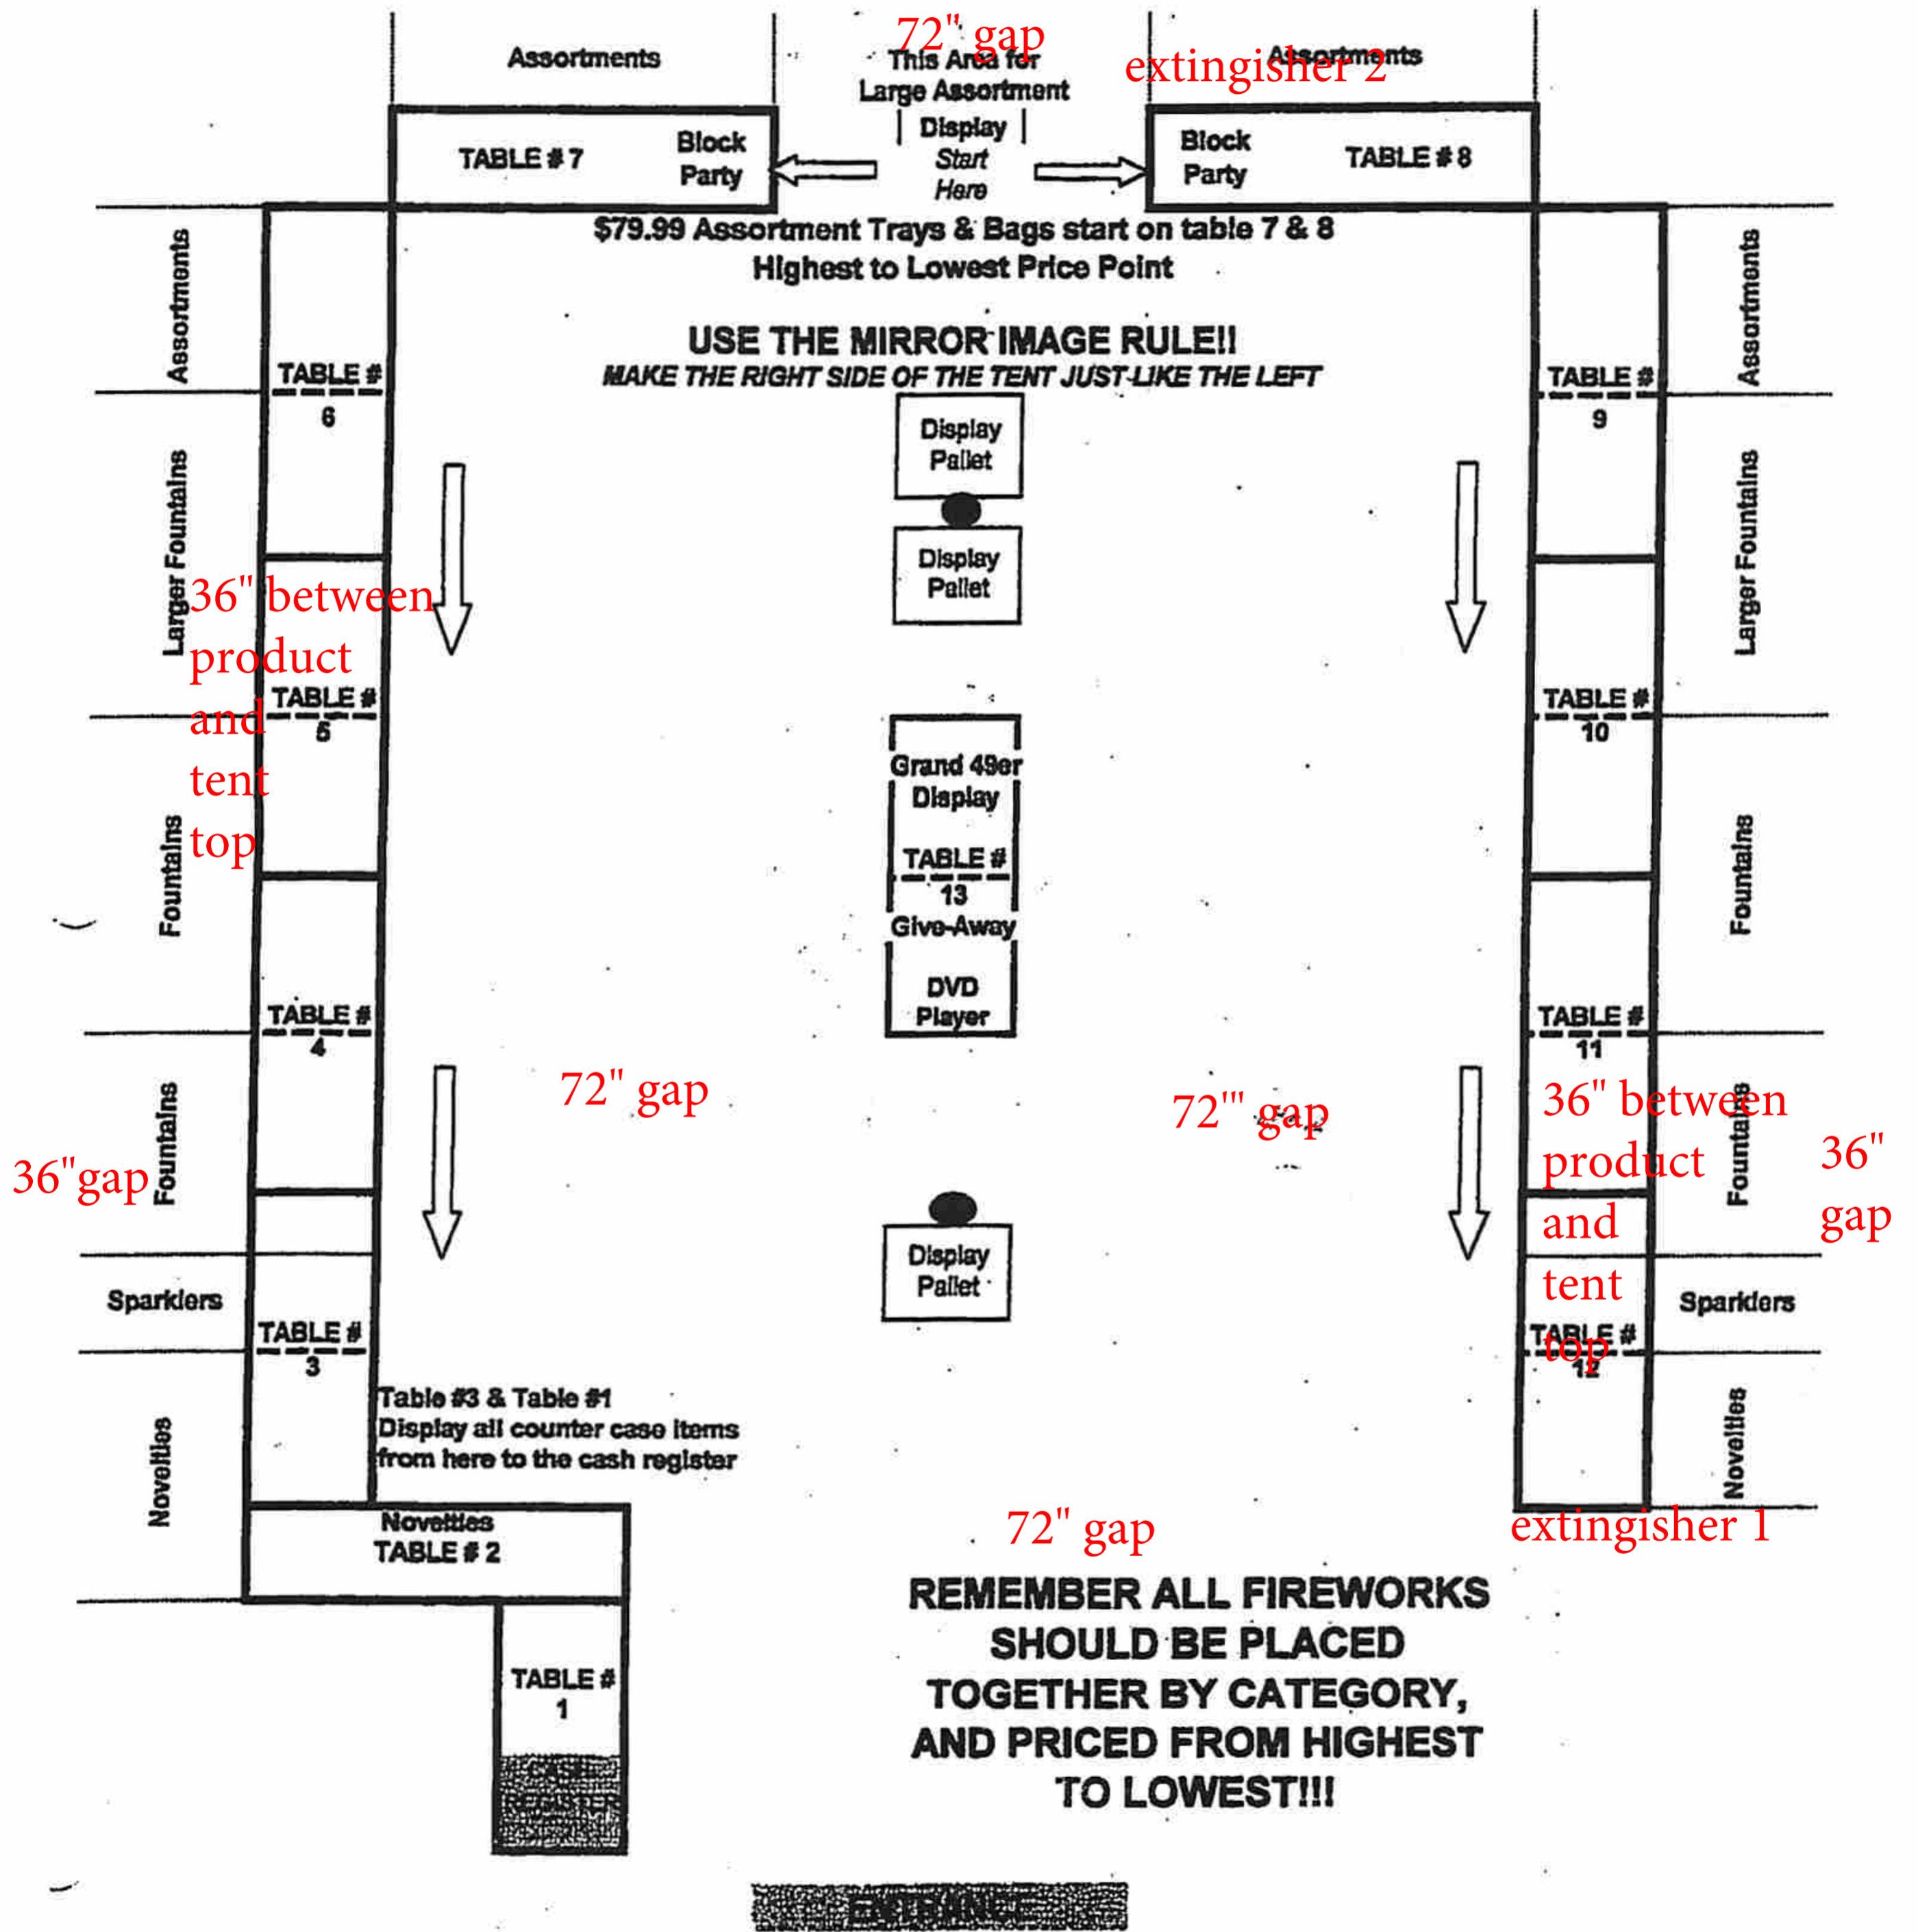 72" gap
Assortments
This Area for
Assortments
extingisher 2
Large Assortment
Display
Start
Here
TABLE # 7
Block
Party
Block
Party
TABLE # 8
$79.99 Assortment Trays & Bags start on table 7 & 8
Highest to Lowest Price Point
USE THE MIRROR IMAGE RULE!!
MAKE THE RIGHT SIDE OF THE TENT JUST LIKE THE LEFT
Assortments
TABLE #
6
Display
Pallet
Display
Pallet
TABLE #
9
Assortments
Larger Fountains
36" between
product
and
tent
top
TABLE #
5
Larger Fountains
TABLE #
10
Grand 49er
Display
TABLE #
13
Give-Away
DVD
Player
Fountains
Fountains
TABLE #
4
TABLE #
11
72" gap
72''' gap
36" between
product
and
tent
top
36"gap
Fountains
Fountains
36"
gap
Display
Pallet
Sparklers
Sparklers
TABLE #
3
TABLE #
12
Table #3 & Table #1
Display all counter case items
from here to the cash register
Novelties
Novelties
Novelties
TABLE # 2
72" gap
extingisher 1
REMEMBER ALL FIREWORKS
SHOULD BE PLACED
TOGETHER BY CATEGORY,
AND PRICED FROM HIGHEST
TO LOWEST!!!
TABLE #
1
CASH
REGISTER
ENTRANCE